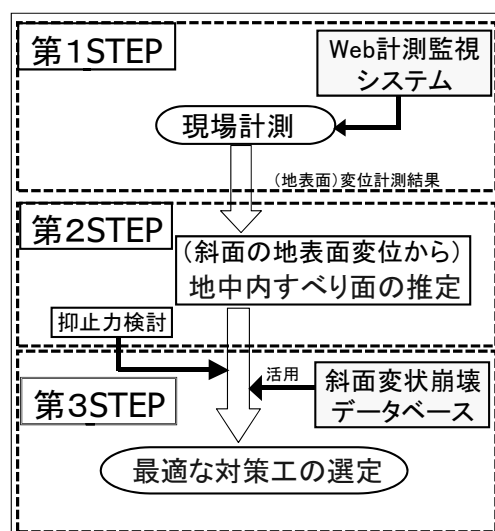 第1STEP
Web計測監視
システム
現場計測
(地表面)変位計測結果
第2STEP
(斜面の地表面変位から)
地中内すべり面の推定
抑止力検討
第3STEP
活用
斜面変状崩壊
データベース
最適な対策工の選定